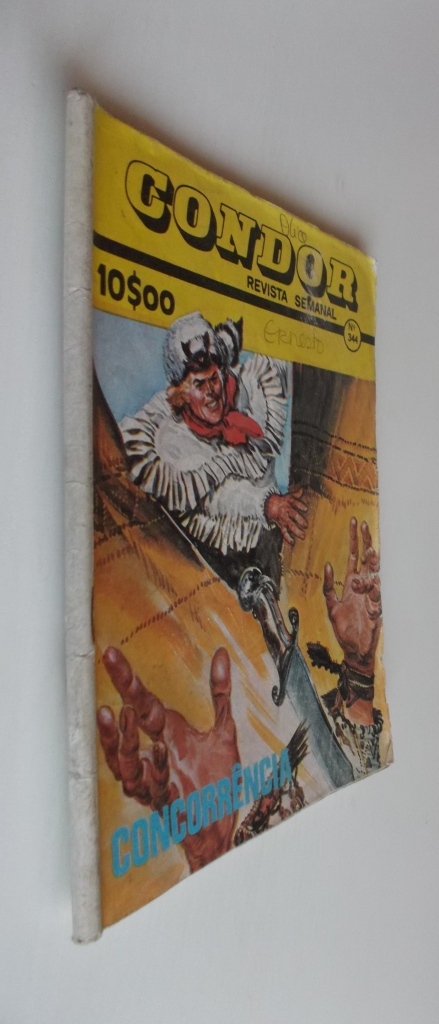 CONDOR
REVISTA SEMANAL
10$00
Nº 344
Ernesto
CONCORRÊNCIA